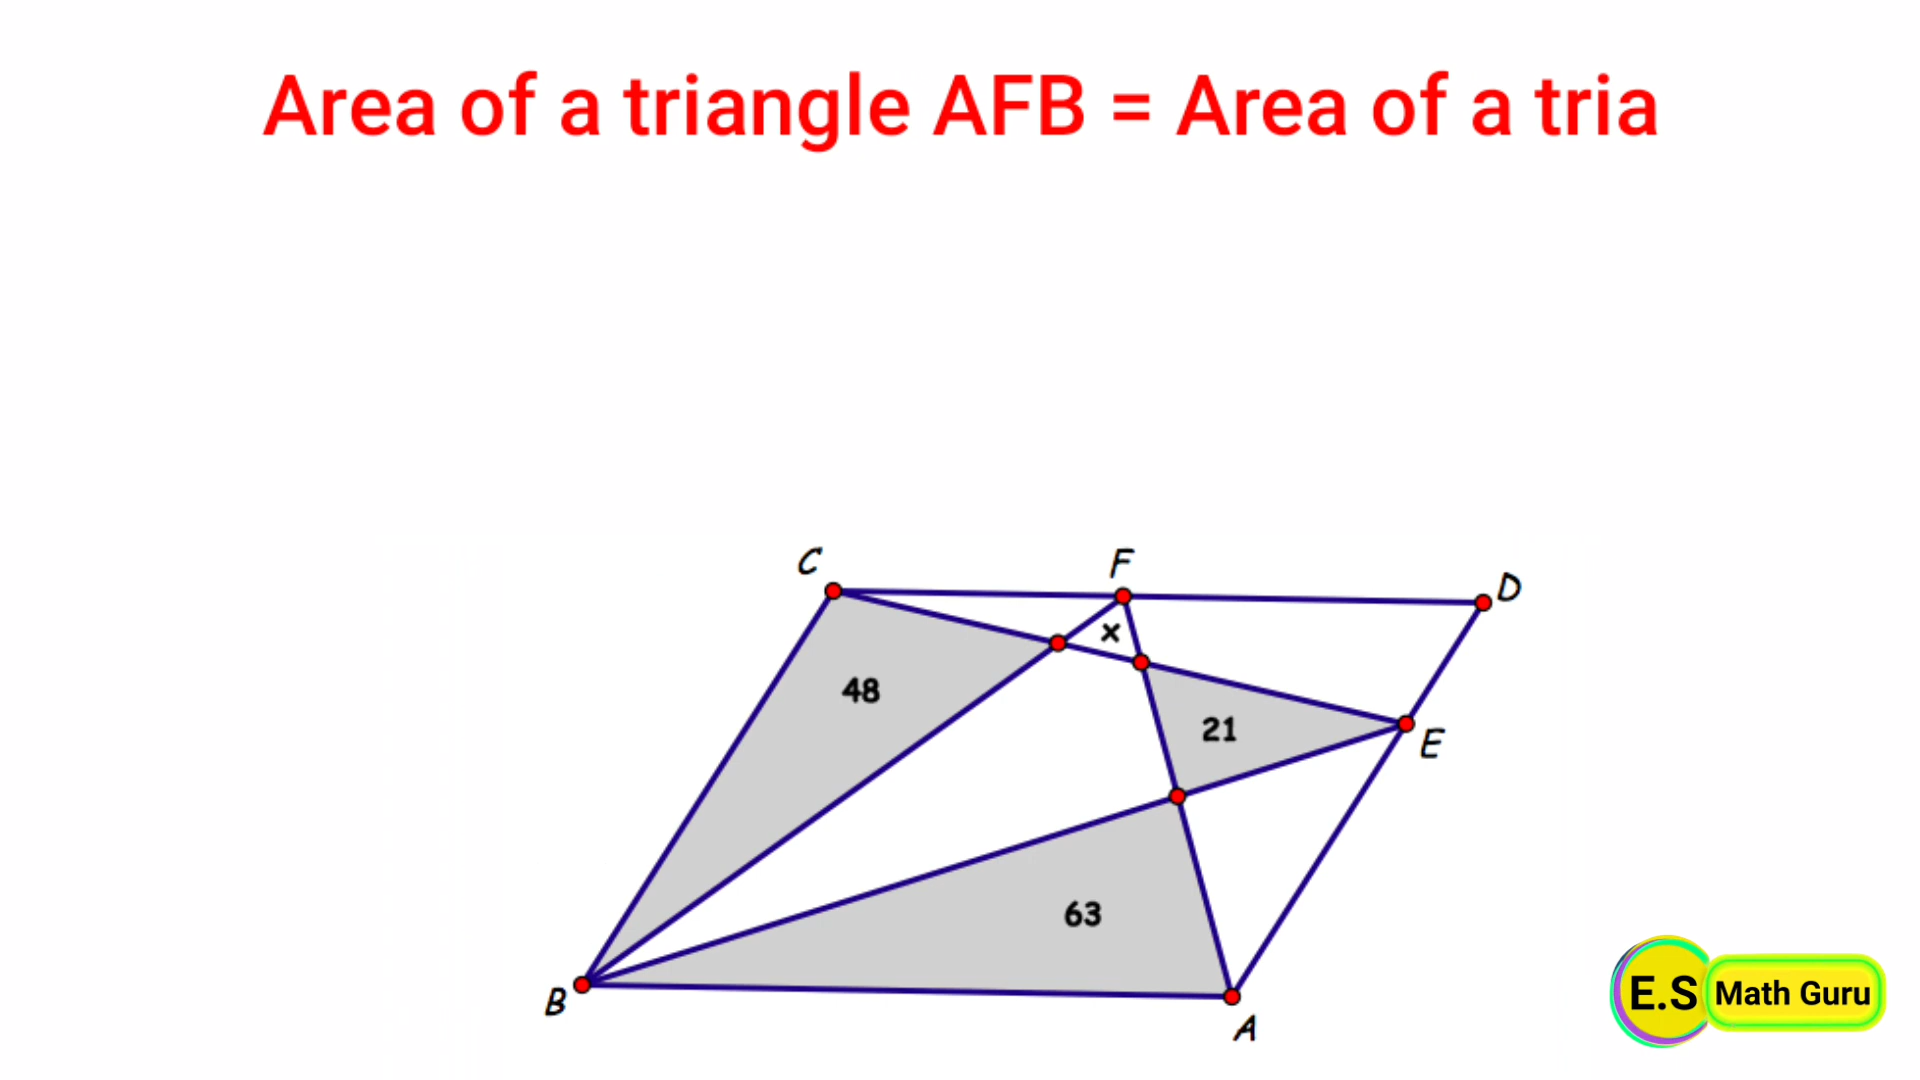 Area of a triangle AFB = Area of a tria
C
F
D
x
48
21
E
63
B
A
E.S
Math Guru